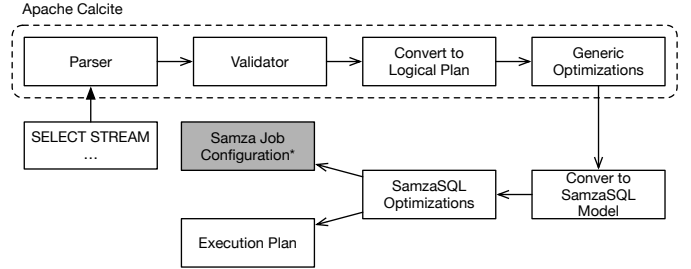 Apache Calcite
Parser
Validator
Convert to
Logical Plan
Generic
Optimizations
SELECT STREAM
...
Samza Job
Configuration*
SamzaSQL
Optimizations
Conver to
SamzaSQL
Model
Execution Plan